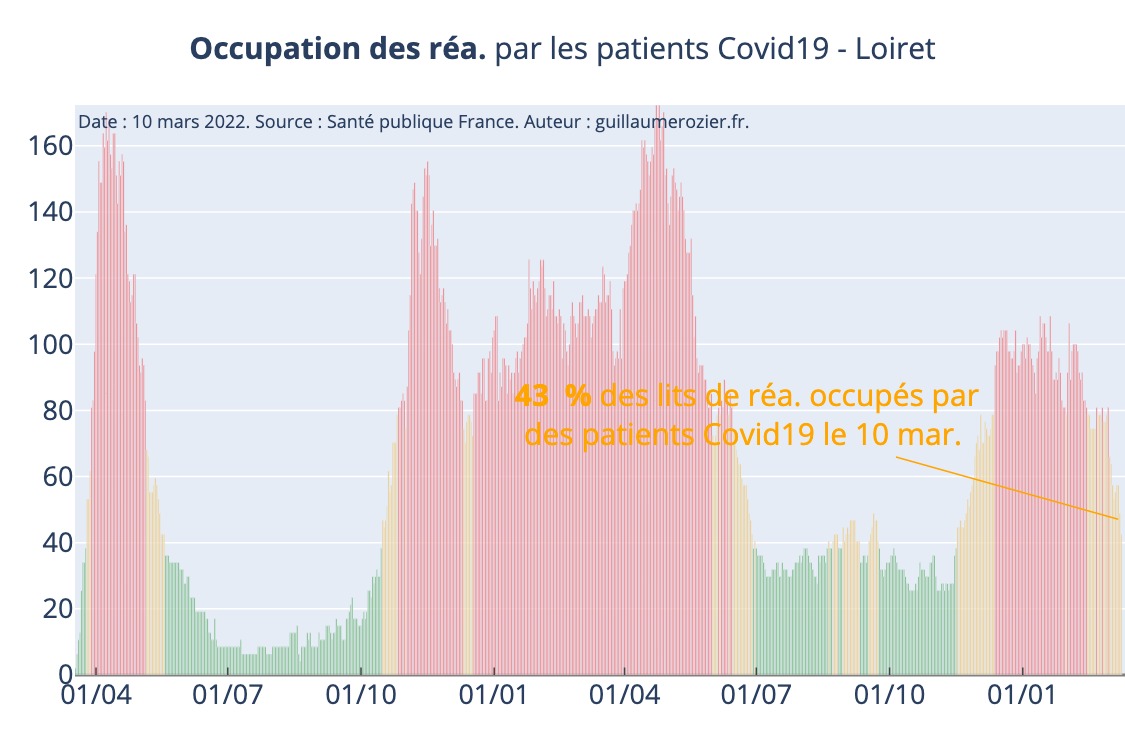 Occupation des réa. par les patients Covid19 - Loiret
Date : 10 mars 2022. Source : Santé publique France. Auteur : guillaumerozier.fr.
160
140
120
100
80
60
40
20
0
43 % des lits de réa. occupés par
des patients Covid19 le 10 mar.
01/04 01/07 01/10 01/01 01/04 01/07 01/10 01/01